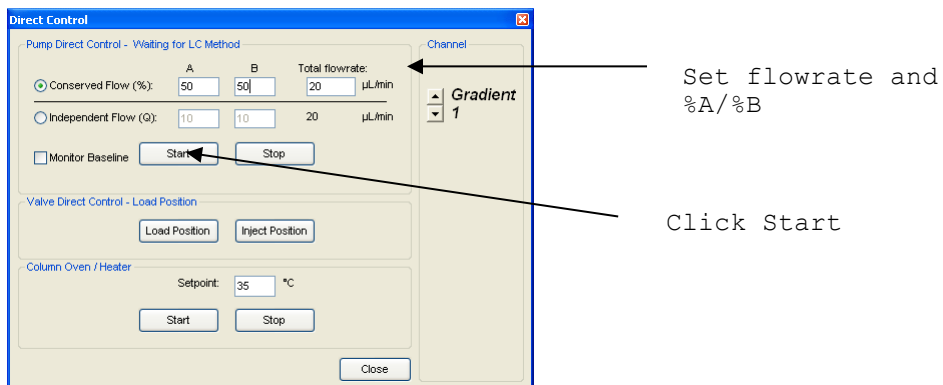 Direct Control
Pump Direct Control - Waiting for LC Method
A B Total flowrate:
Conserved Flow (%): 50 50 20 µL/min
Independent Flow (Q): 10 10 20 µL/min
Monitor Baseline Start Stop
Valve Direct Control - Load Position
Load Position Inject Position
Column Oven / Heater
Setpoint: 35 °C
Start Stop
Close
Channel
Gradient
1
Set flowrate and
%A/%B
Click Start